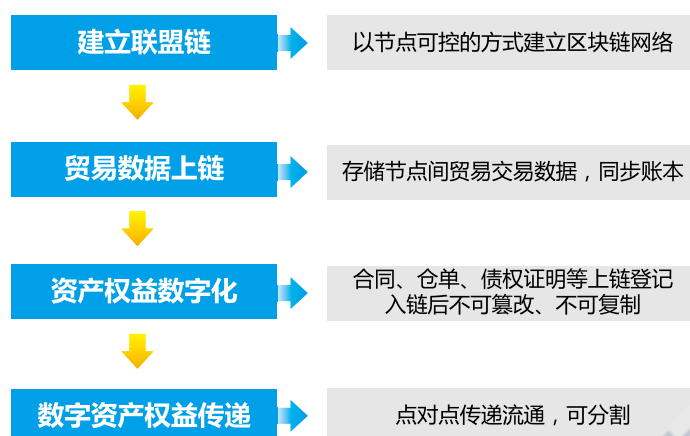 建立联盟链
以节点可控的方式建立区块链网络
贸易数据上链
存储节点间贸易交易数据，同步账本
资产权益数字化
合同、仓单、债权证明等上链登记
入链后不可篡改、不可复制
数字资产权益传递
点对点传递流通，可分割